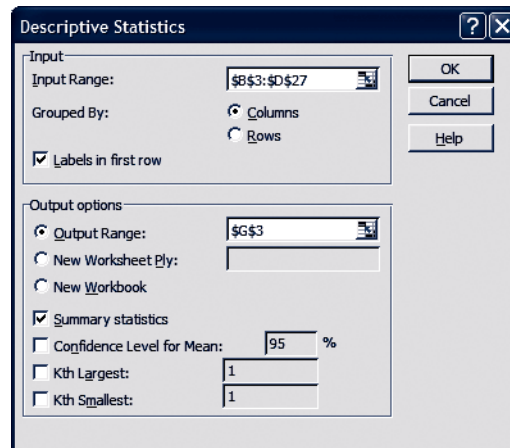 Descriptive Statistics
Input
Input Range: $B$3:$D$27
Grouped By: Columns
Rows
Labels in first row
OK
Cancel
Help
Output options
Output Range: $G$3
New Worksheet Ply:
New Workbook
Summary statistics
Confidence Level for Mean: 95 %
Kth Largest: 1
Kth Smallest: 1